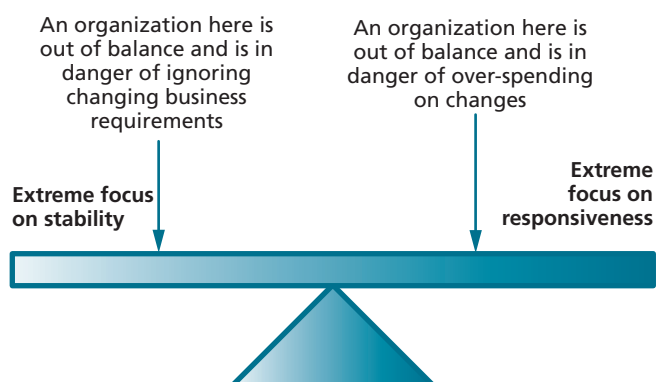 An organization here is
out of balance and is in
danger of ignoring
changing business
requirements
An organization here is
out of balance and is in
danger of over-spending
on changes
Extreme focus
on stability
Extreme
focus on
responsiveness